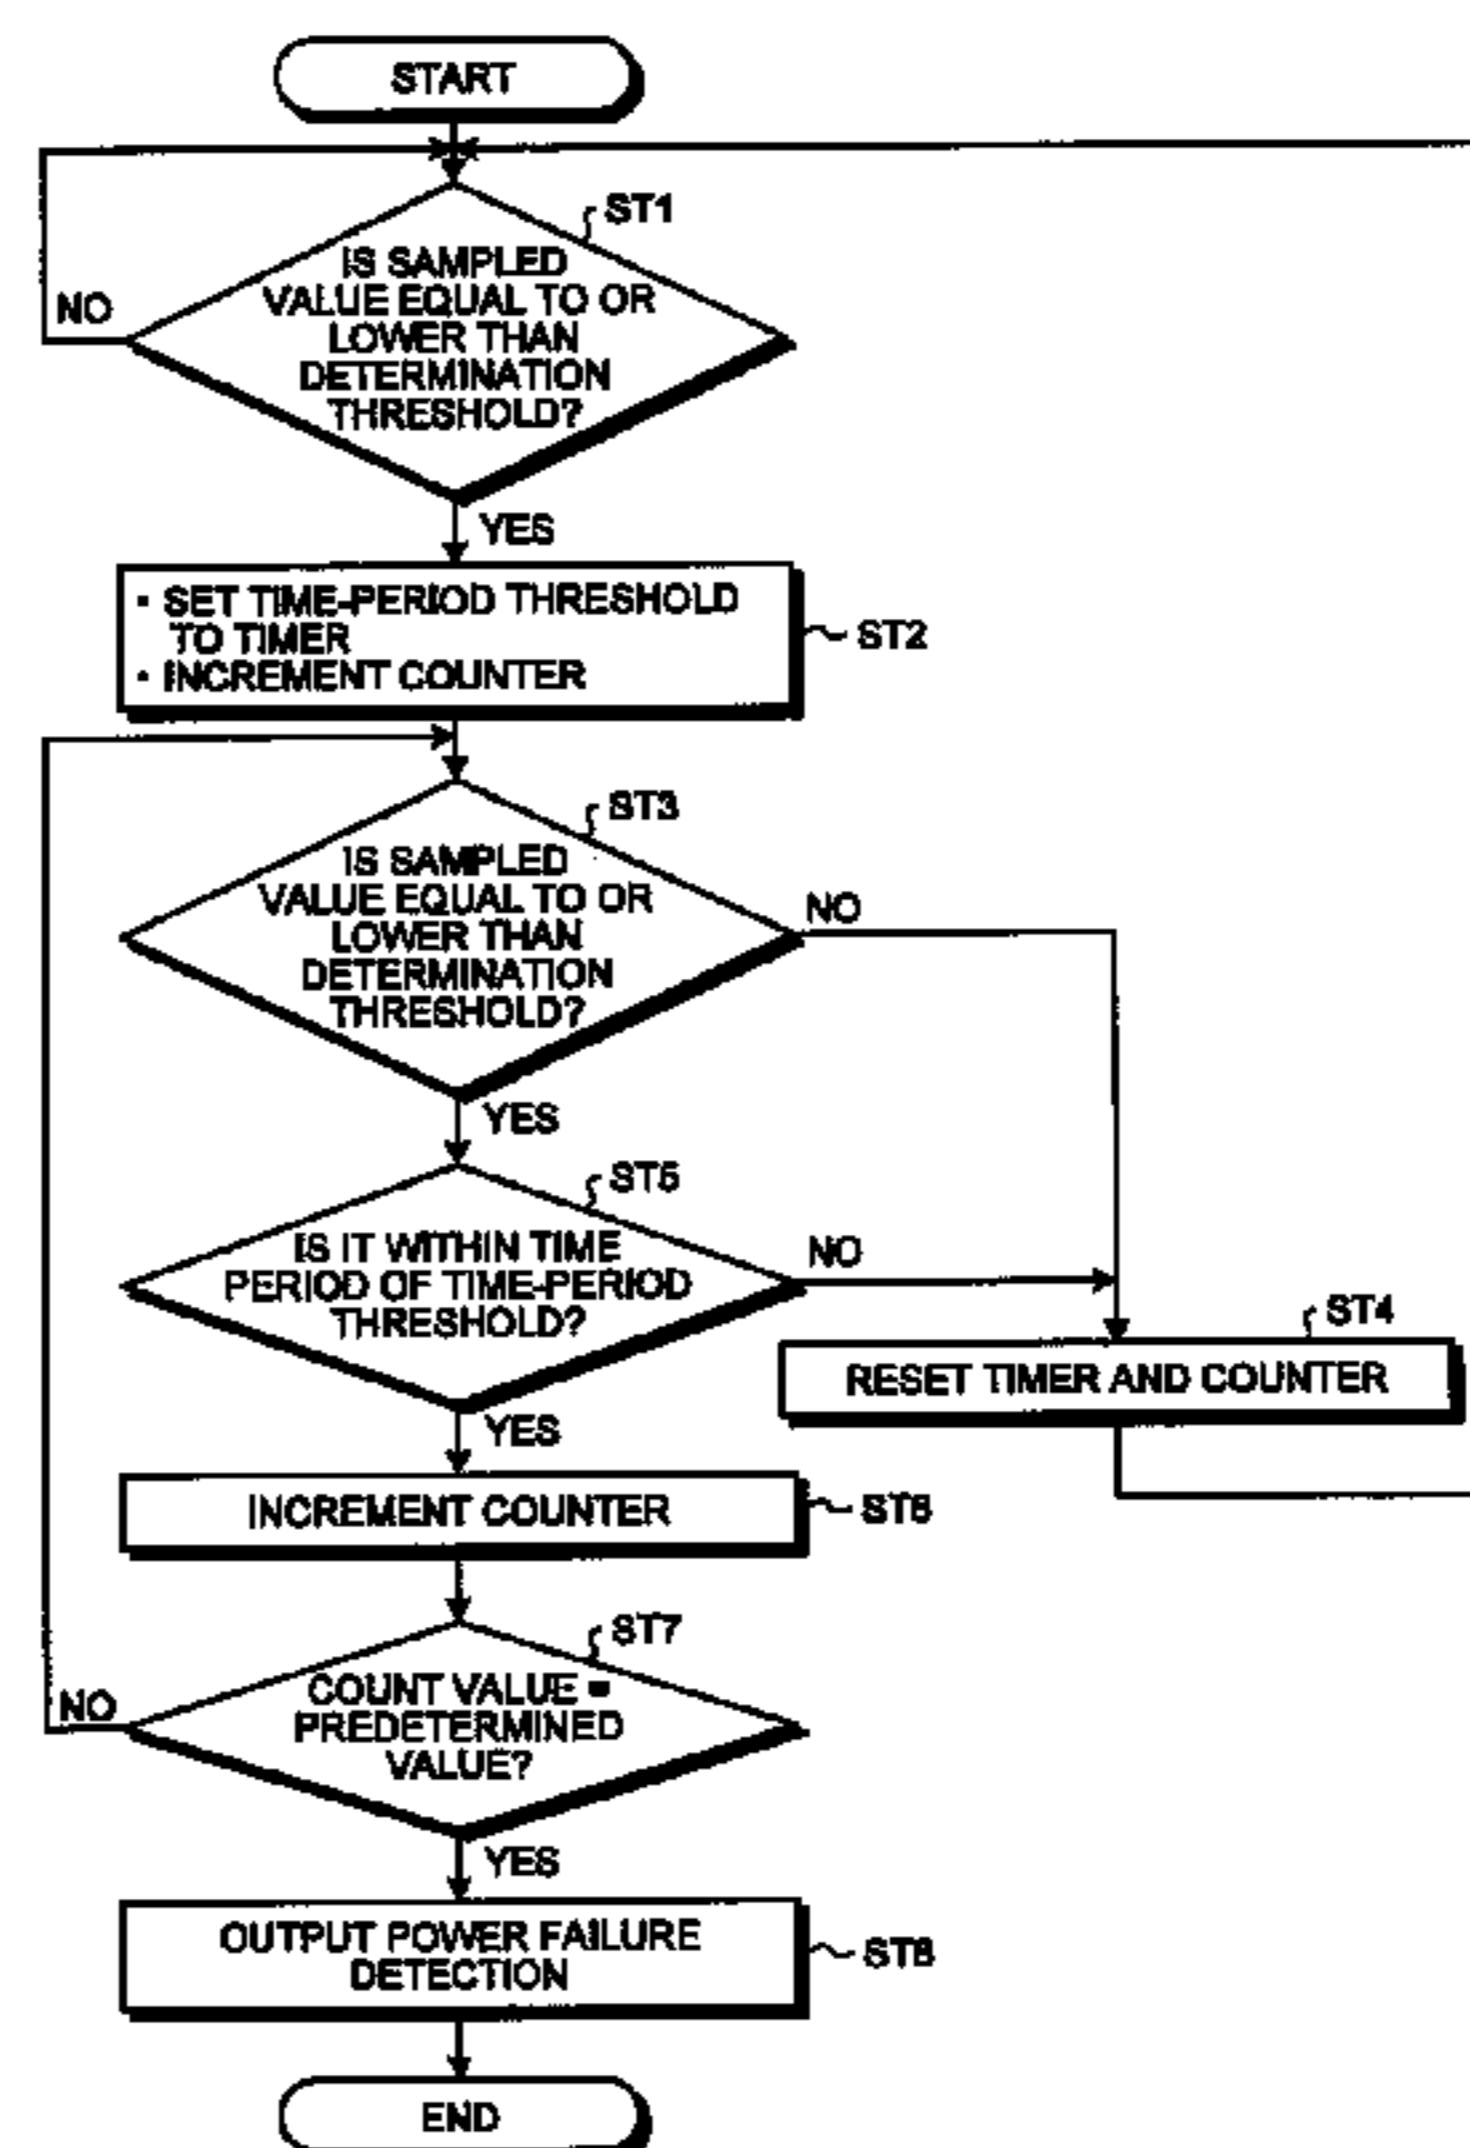 START
ST1
IS SAMPLED
VALUE EQUAL TO OR
LOWER THAN
DETERMINATION
THRESHOLD?
NO
YES
• SET TIME-PERIOD THRESHOLD
TO TIMER
• INCREMENT COUNTER
ST2
ST3
IS SAMPLED
VALUE EQUAL TO OR
LOWER THAN
DETERMINATION
THRESHOLD?
NO
YES
ST5
IS IT WITHIN TIME
PERIOD OF TIME-PERIOD
THRESHOLD?
NO
ST4
RESET TIMER AND COUNTER
YES
INCREMENT COUNTER
ST6
ST7
COUNT VALUE =
PREDETERMINED
VALUE?
NO
YES
OUTPUT POWER FAILURE
DETECTION
ST8
END